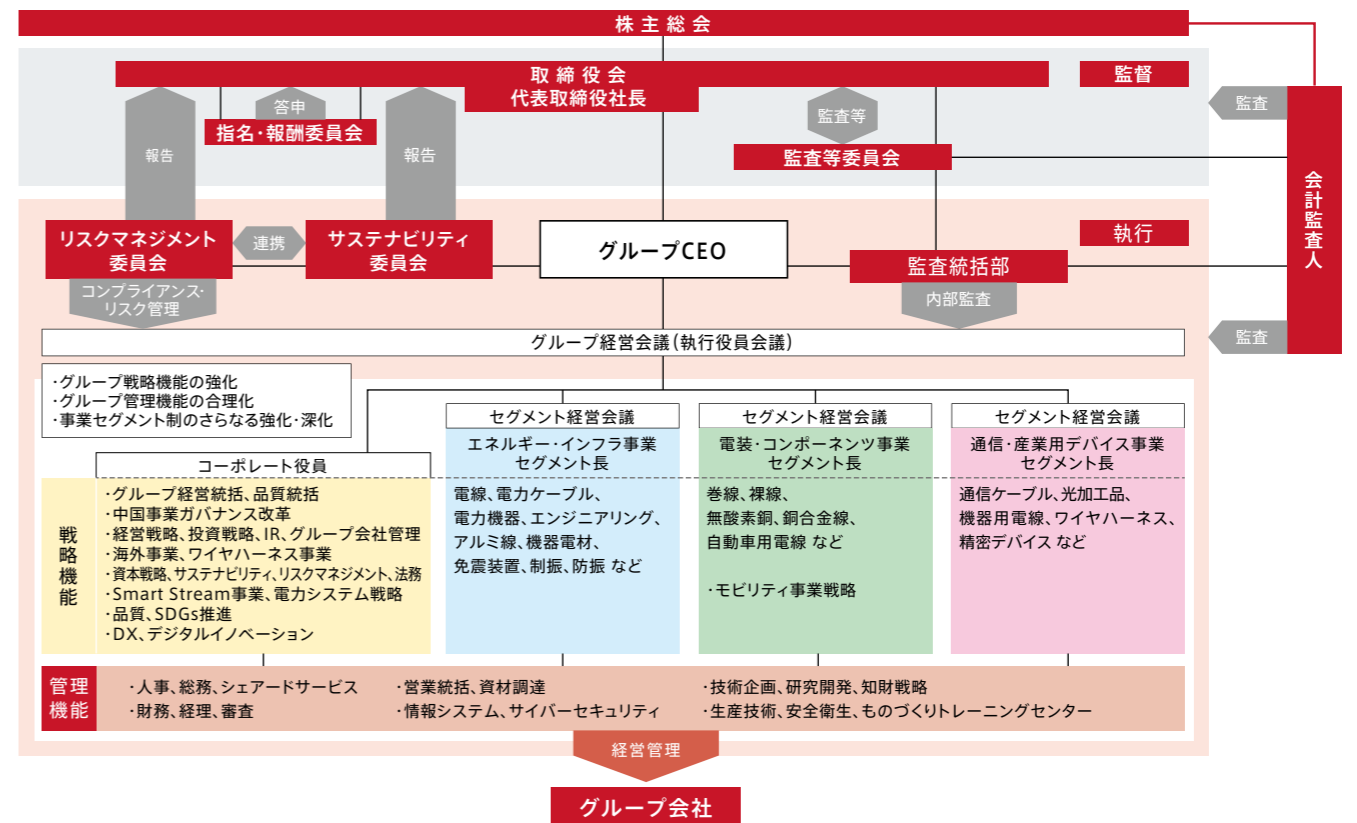 株主総会
取締役会
代表取締役社長
監督
答申
指名・報酬委員会
報告
報告
監査等
監査等委員会
監査
会計監査人
リスクマネジメント
委員会
連携
サステナビリティ
委員会
グループCEO
執行
監査統括部
コンプライアンス・
リスク管理
内部監査
監査
グループ経営会議(執行役員会議)
・グループ戦略機能の強化
・グループ管理機能の合理化
・事業セグメント制のさらなる強化・深化
コーポレート役員
戦略機能
・グループ経営統括、品質統括
・中国事業ガバナンス改革
・経営戦略、投資戦略、IR、グループ会社管理
・海外事業、ワイヤハーネス事業
・資本戦略、サステナビリティ、リスクマネジメント、法務
・Smart Stream事業、電力システム戦略
・品質、SDGs推進
・DX、デジタルイノベーション
セグメント経営会議
エネルギー・インフラ事業
セグメント長
電線、電力ケーブル、
電力機器、エンジニアリング、
アルミ線、機器電材、
免震装置、制振、防振 など
セグメント経営会議
電装・コンポーネンツ事業
セグメント長
巻線、裸線、
無酸素銅、銅合金線、
自動車用電線 など
・モビリティ事業戦略
セグメント経営会議
通信・産業用デバイス事業
セグメント長
通信ケーブル、光加工品、
機器用電線、ワイヤハーネス、
精密デバイス など
管理
機能
・人事、総務、シェアードサービス
・財務、経理、審査
・営業統括、資材調達
・情報システム、サイバーセキュリティ
・技術企画、研究開発、知財戦略
・生産技術、安全衛生、ものづくりトレーニングセンター
経営管理
グループ会社